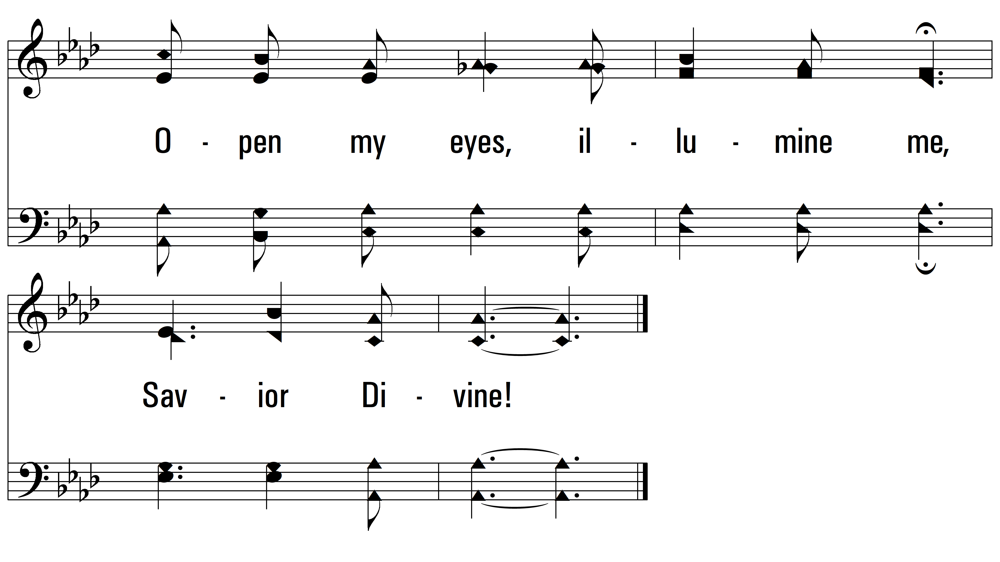 O - pen my eyes, il - lu - mine me,
Sav - ior Di - vine!